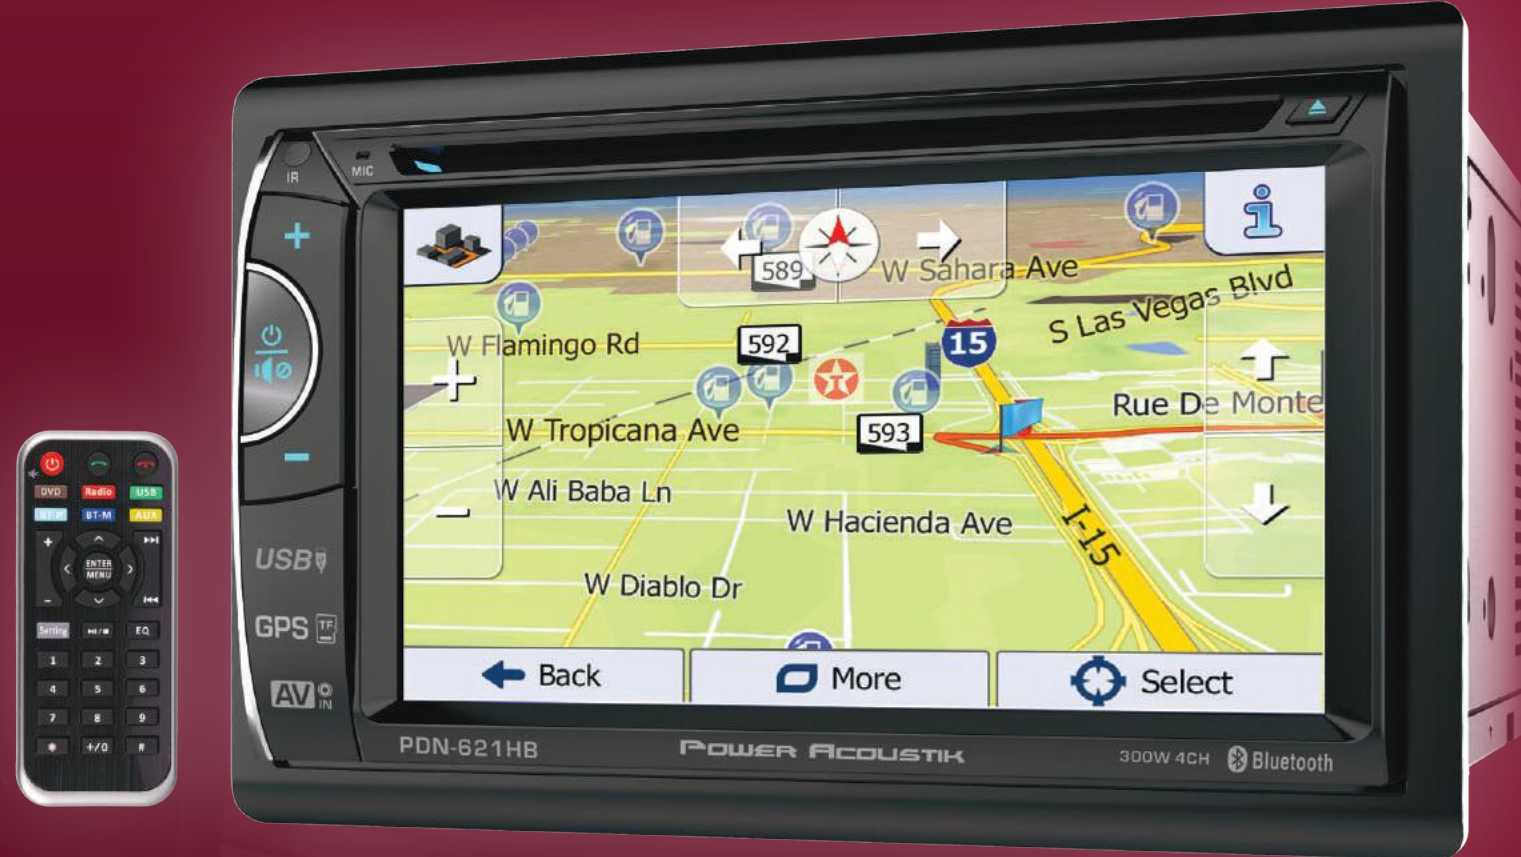 IR
MIC
589
W Sahara Ave
S Las Vegas Blvd
W Flamingo Rd
592
15
Rue De Monte
W Tropicana Ave
593
W Ali Baba Ln
W Hacienda Ave
I-15
W Diablo Dr
Back
More
Select
USB
GPS TF
AV IN
PDN-621HB
POWER ACOUSTIK
300W 4CH
Bluetooth
DVD Radio USB
BT-M AUX
ENTER
MENU
Setting EQ
1 2 3
4 5 6
7 8 9
* +/0 #